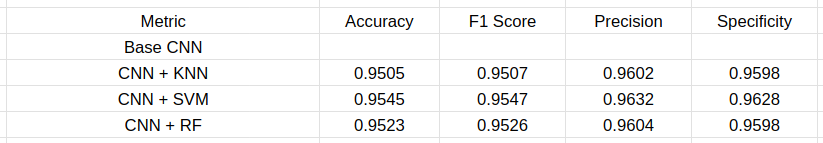 Metric Accuracy F1 Score Precision Specificity
Base CNN
CNN + KNN 0.9505 0.9507 0.9602 0.9598
CNN + SVM 0.9545 0.9547 0.9632 0.9628
CNN + RF 0.9523 0.9526 0.9604 0.9598